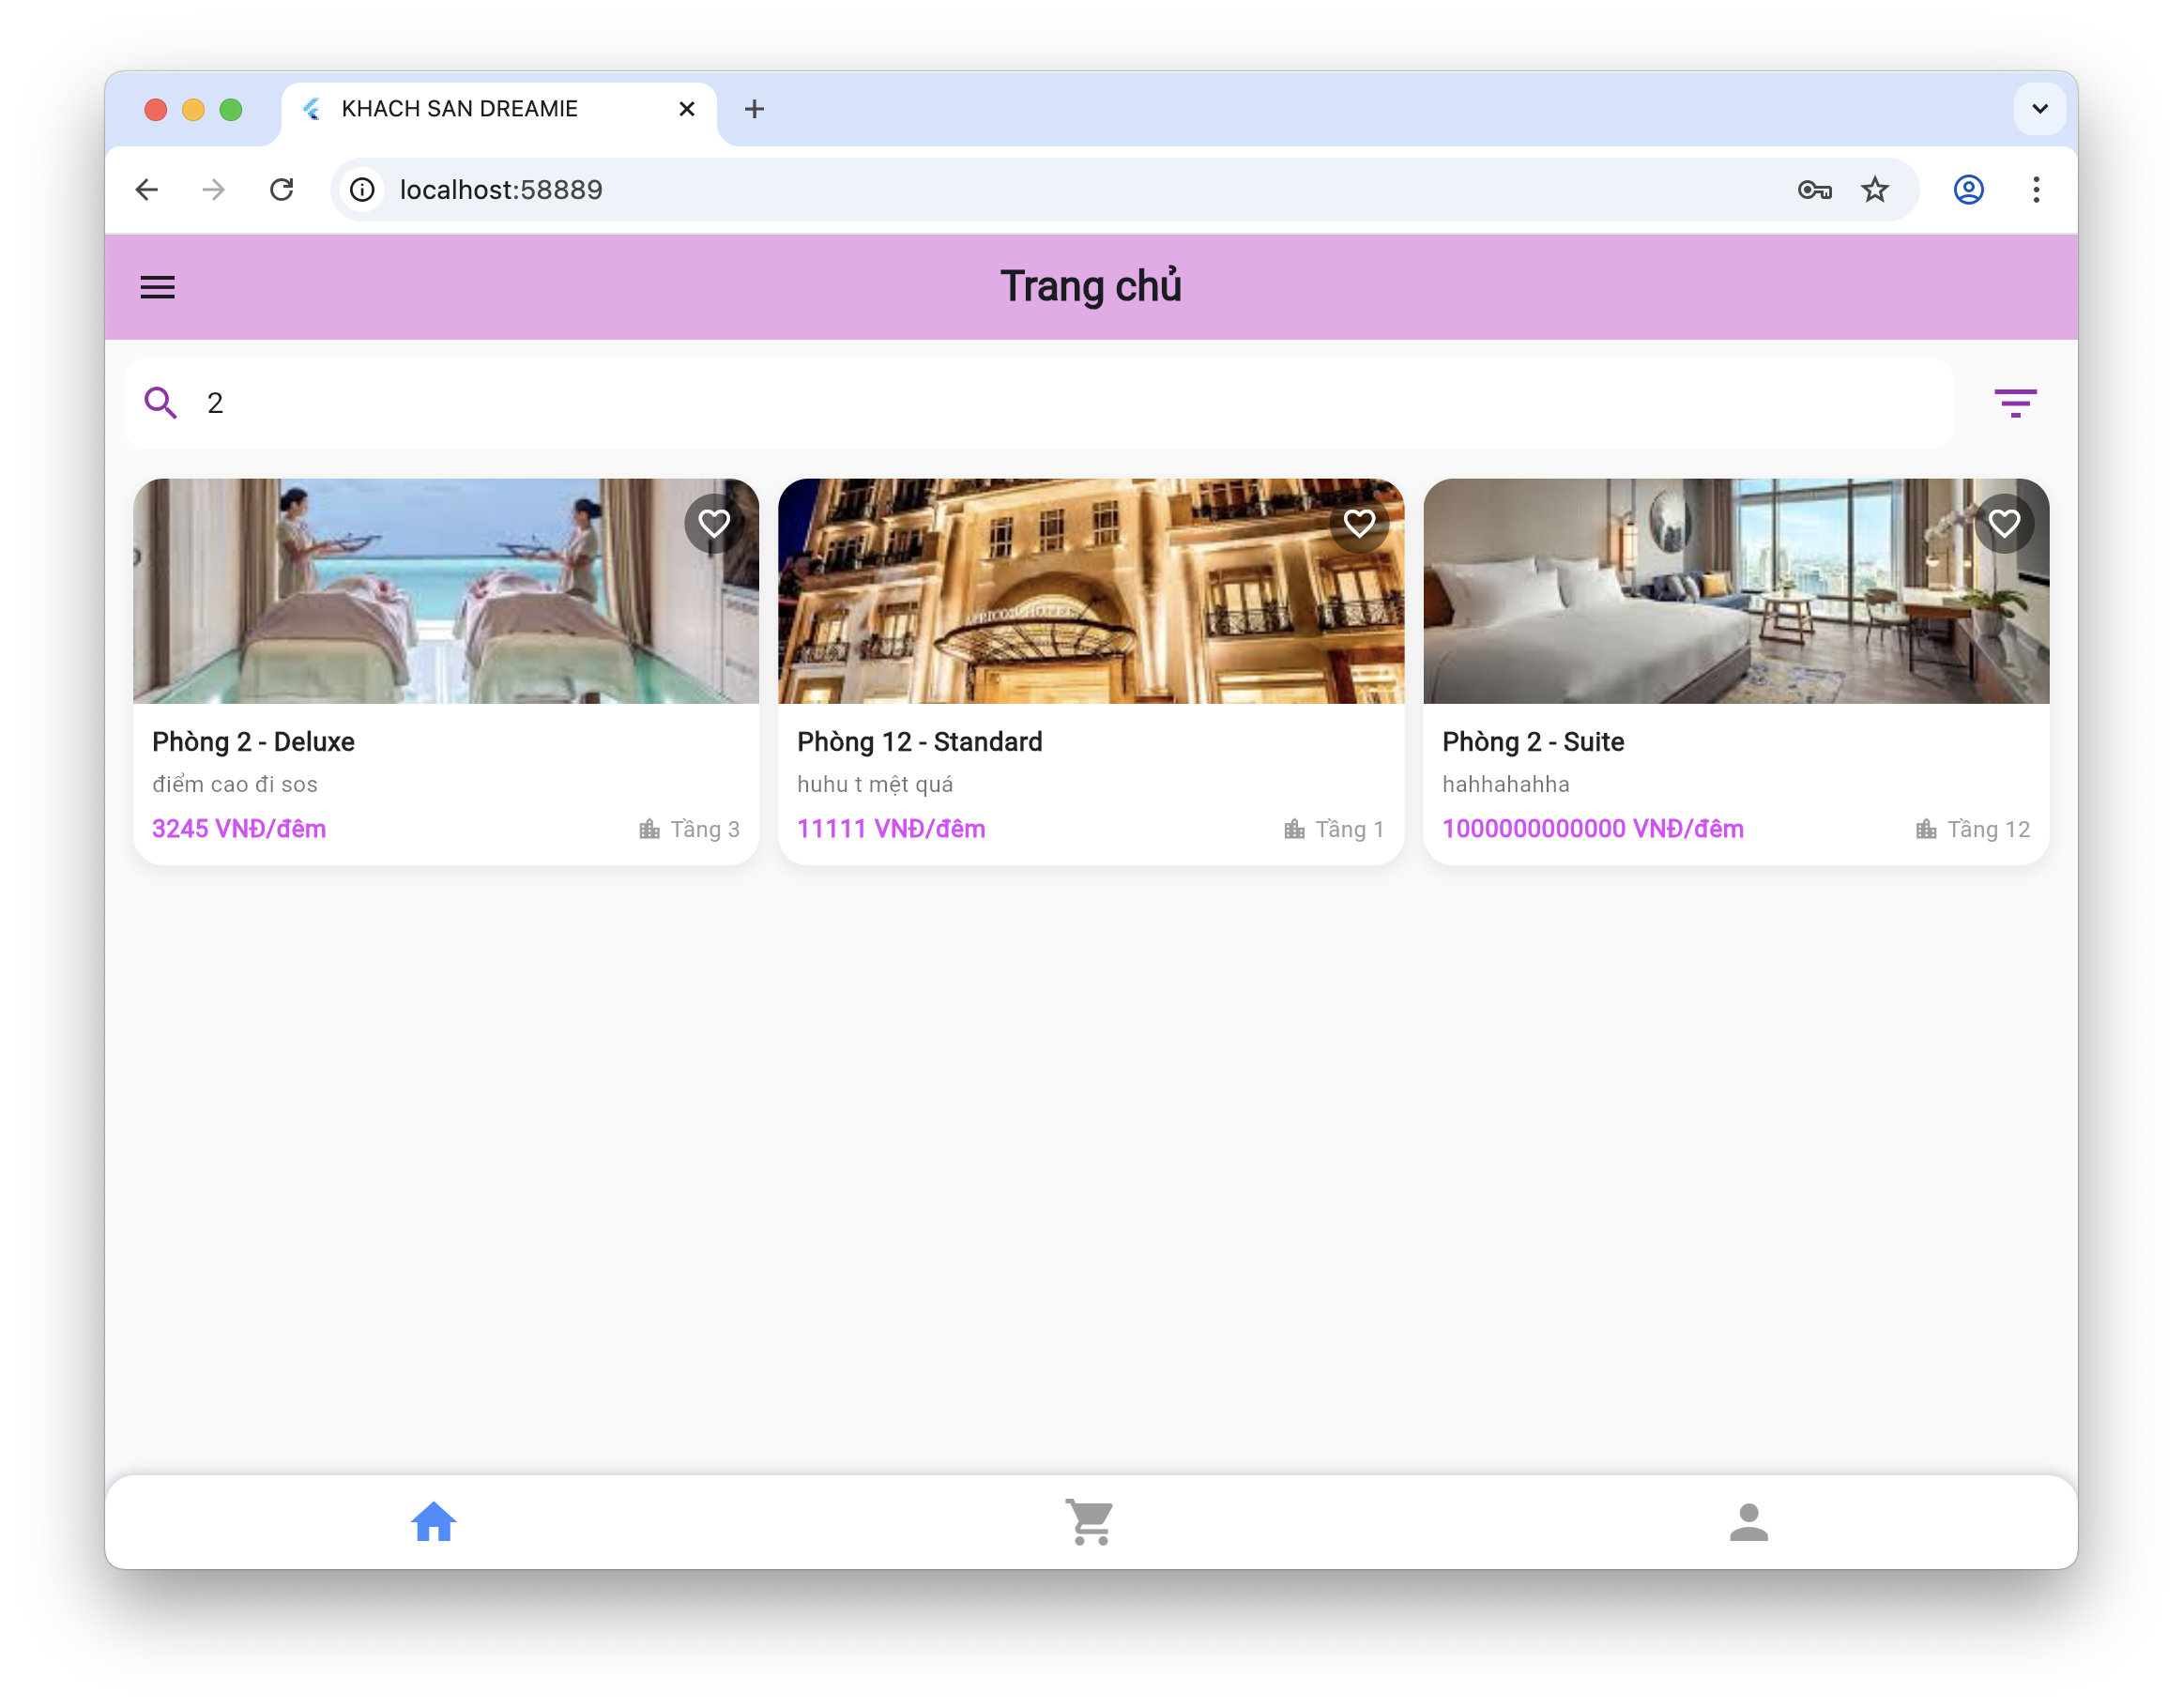 KHACH SAN DREAMIE
localhost:58889
Trang chủ
2
Phòng 2 - Deluxe
điểm cao đi sos
3245 VNĐ/đêm
Tầng 3
APRICOT HOTEL
Phòng 12 - Standard
huhu t mệt quá
11111 VNĐ/đêm
Tầng 1
Phòng 2 - Suite
hahhahahha
1000000000000 VNĐ/đêm
Tầng 12